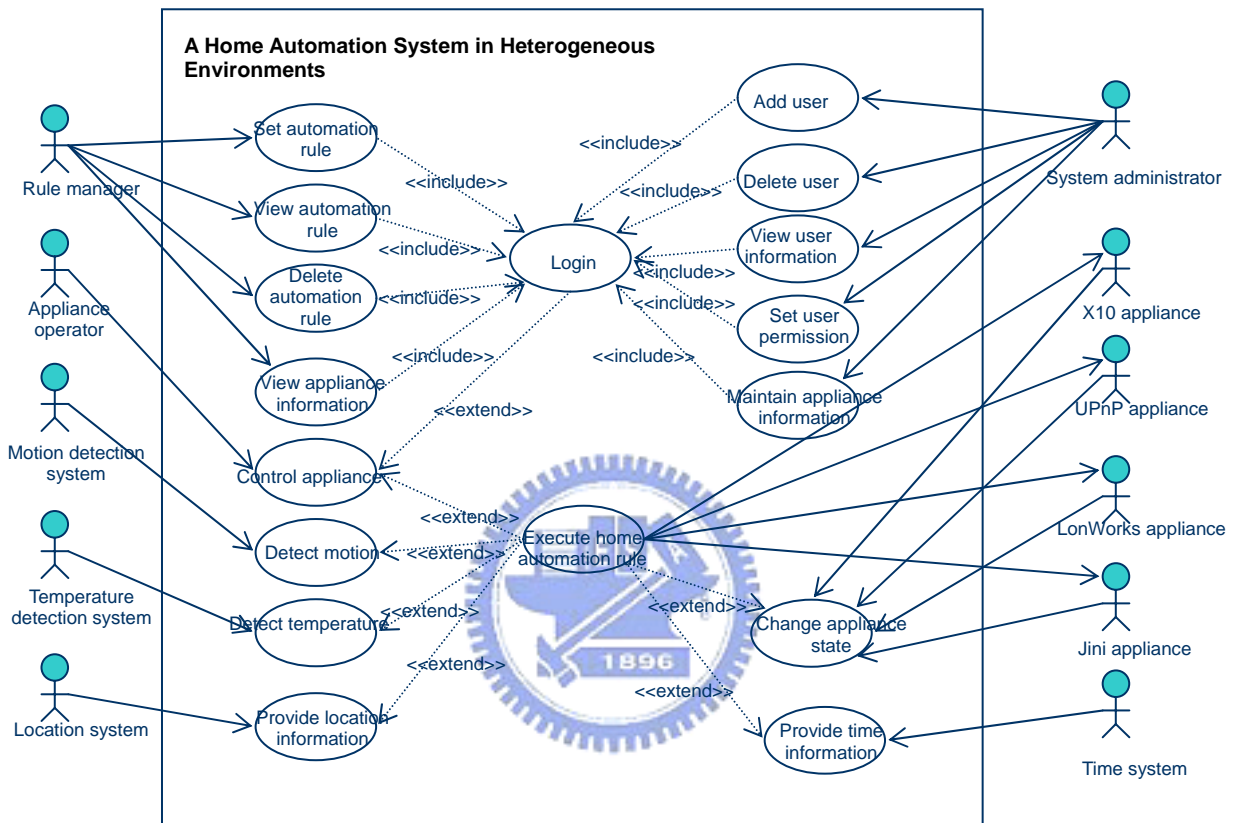 A Home Automation System in Heterogeneous
Environments
Rule manager
Appliance
operator
Motion detection
system
Temperature
detection system
Location system
Set automation
rule
View automation
rule
Delete
automation
rule
View appliance
information
Control appliance
Detect motion
Detect temperature
Provide location
information
<<include>>
<<include>>
<<include>>
<<include>>
<<extend>>
<<extend>>
<<extend>>
<<extend>>
<<extend>>
Login
Execute home
automation rule
1896
<<include>>
<<include>>
<<include>>
<<include>>
<<include>>
<<extend>>
<<extend>>
Add user
Delete user
View user
information
Set user
permission
Maintain appliance
information
Change appliance
state
Provide time
information
System administrator
X10 appliance
UPnP appliance
LonWorks appliance
Jini appliance
Time system